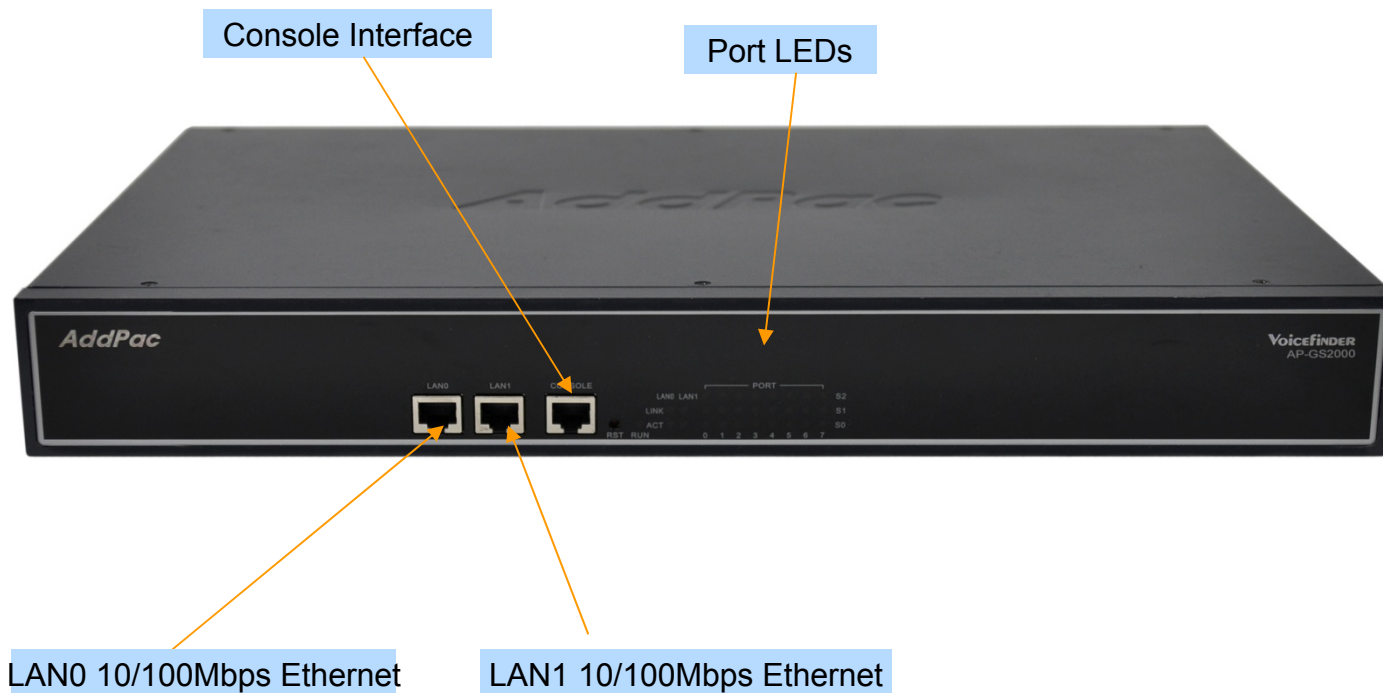 Console Interface
Port LEDs
AddPac
AddPac
VoiceFinder
AP-GS2000
LAN0 LAN1 CONSOLE
PORT
LAN0 LAN1 S2
LINK S1
ACT S0
RST RUN 0 1 2 3 4 5 6 7
LAN0 10/100Mbps Ethernet
LAN1 10/100Mbps Ethernet